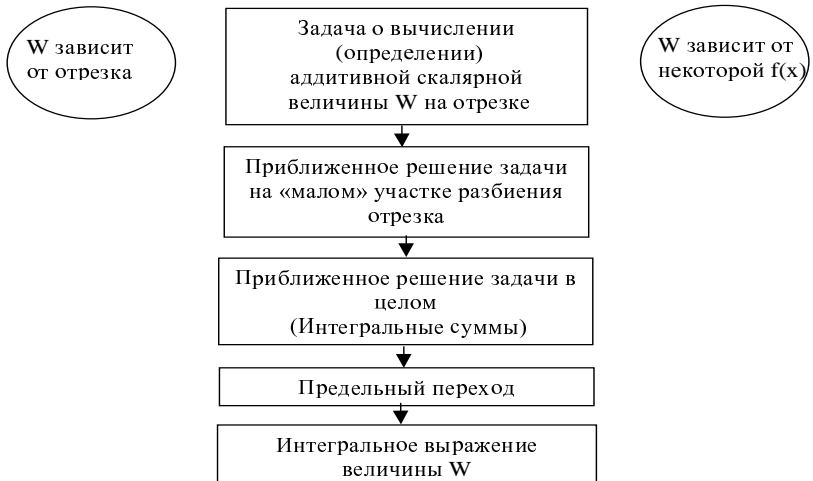 W зависит
от отрезка
Задача о вычислении
(определении)
аддитивной скалярной
величины W на отрезке
W зависит от
некоторой f(x)
Приближенное решение задачи
на «малом» участке разбиения
отрезка
Приближенное решение задачи в
целом
(Интегральные суммы)
Предельный переход
Интегральное выражение
величины W